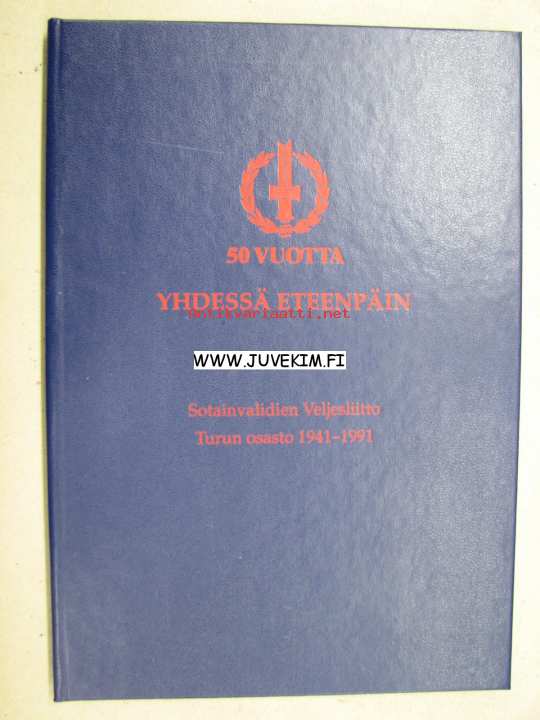 50 VUOTTA
YHDESSÄ ETEENPÄIN
antikvariaatti.net
WWW.JUVEKIM.FI
Sotainvalidien Veljesliitto
Turun osasto 1941–1991